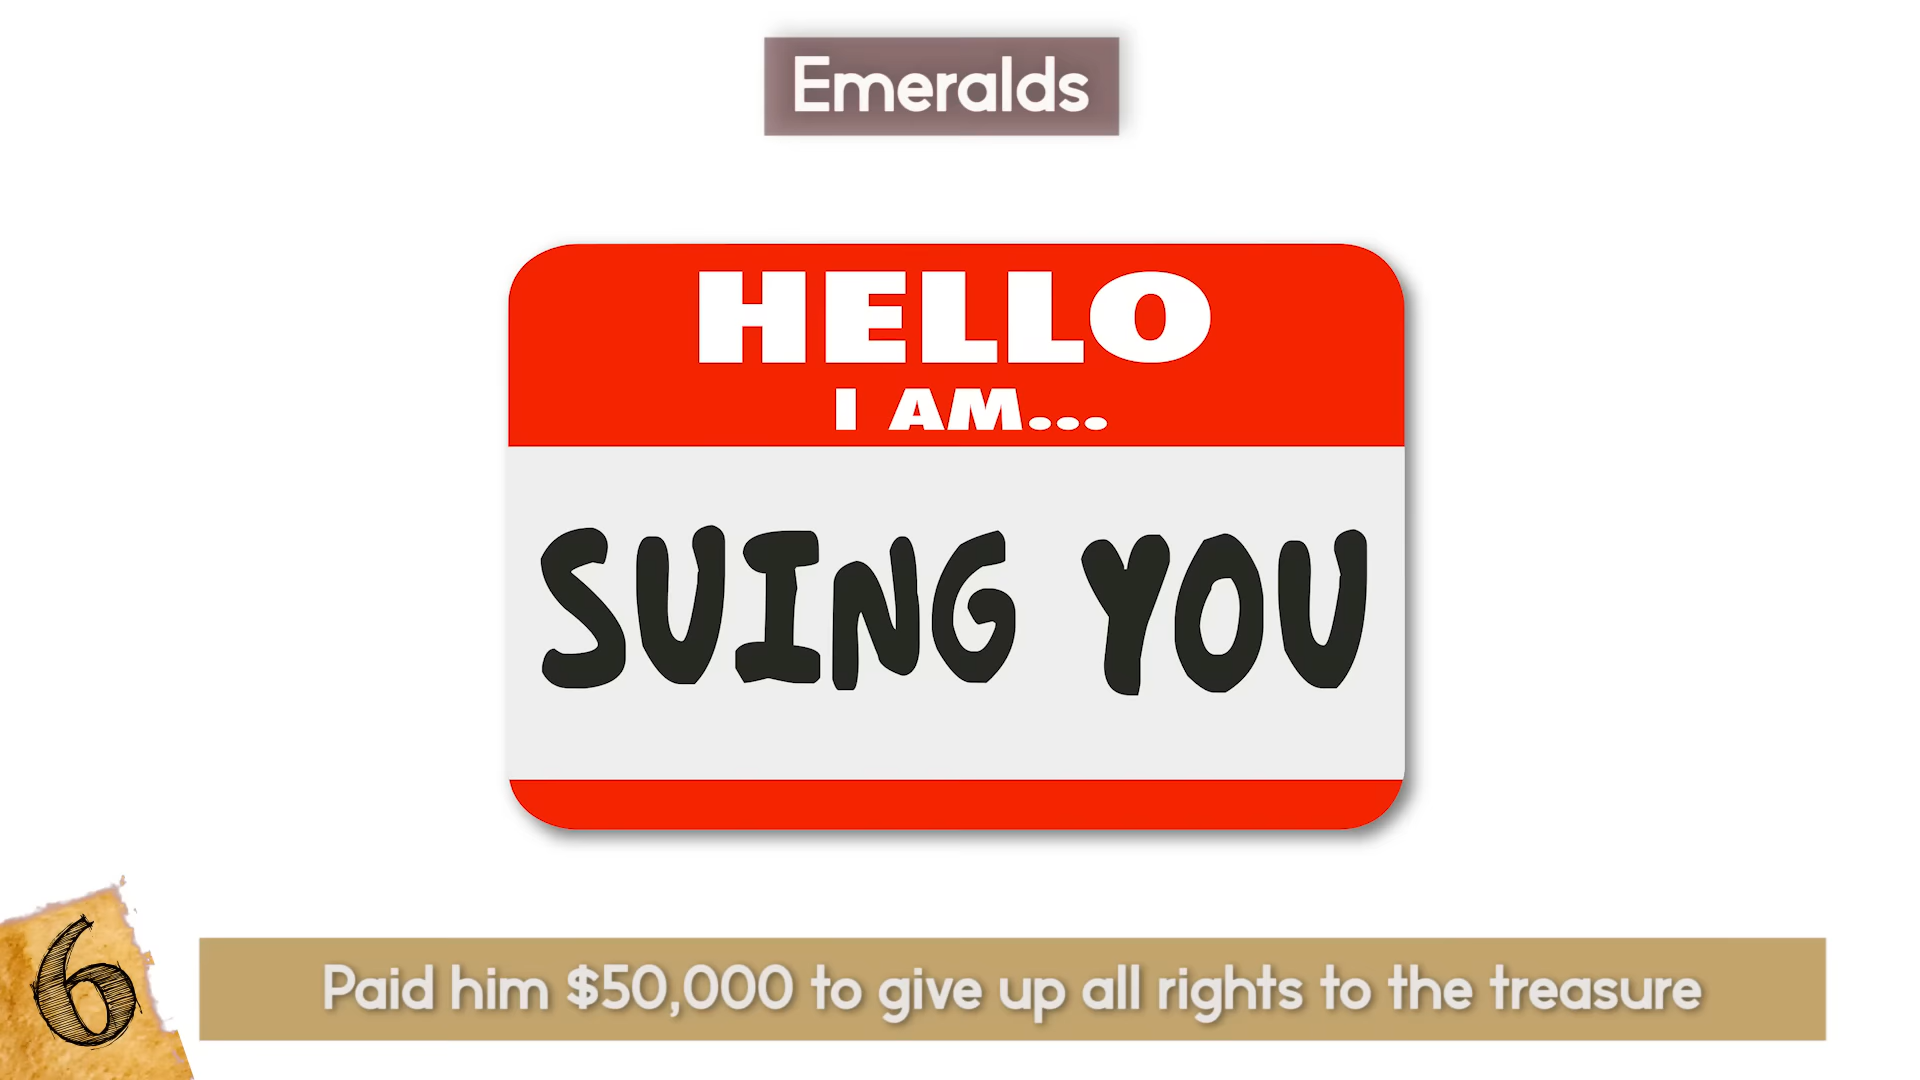 Emeralds
HELLO
I AM...
SUING YOU
6
Paid him $50,000 to give up all rights to the treasure